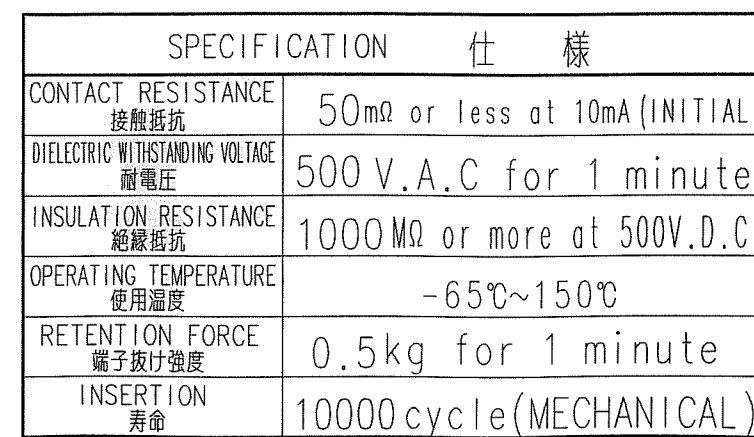 SPECIFICATION 仕 様
CONTACT RESISTANCE
接触抵抗
50mΩ or less at 10mA(INITIAL
DIELECTRIC WITHSTANDING VOLTAGE
耐電圧
500 V.A.C for 1 minute
INSULATION RESISTANCE
絶縁抵抗
1000MΩ or more at 500V.D.C
OPERATING TEMPERATURE
使用温度
-65℃~150℃
RETENTION FORCE
端子抜け強度
0.5kg for 1 minute
INSERTION
寿命
10000cycle(MECHANICAL)